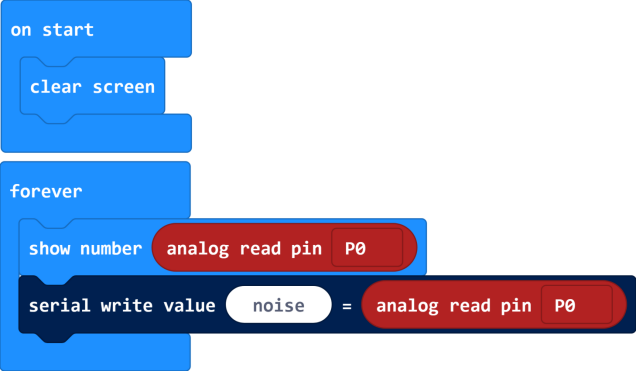 on start
clear screen
forever
show number analog read pin P0
serial write value noise = analog read pin P0